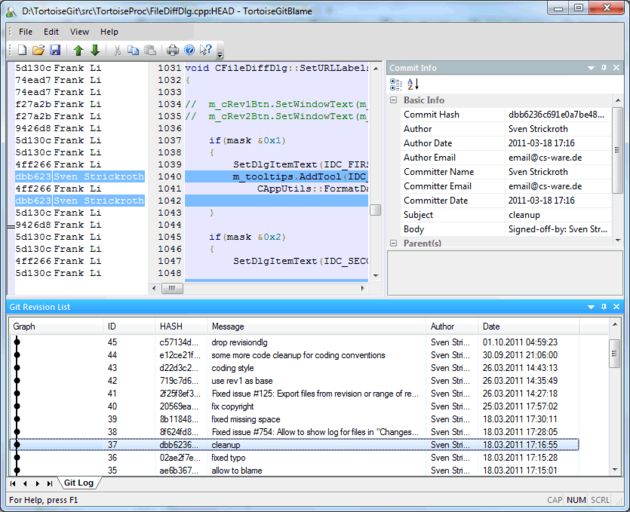 D:\TortoiseGit\src\TortoiseProc\FileDiffDlg.cpp:HEAD - TortoiseGitBlame
File Edit View Help
5d130c Frank Li 1031 void CFileDiffDlg::SetURLLabels
74ead7 Frank Li 1032 {
74ead7 Frank Li 1033
f27a2b Frank Li 1034 // m_cRev1Btn.SetWindowText(m_
f27a2b Frank Li 1035 // m_cRev2Btn.SetWindowText(m_
9426d8 Frank Li 1036
5d130c Frank Li 1037 if(mask &0x1)
5d130c Frank Li 1038 {
4ff266 Frank Li 1039 SetDlgItemText(IDC_FIRS
dbb623 Sven Strickroth 1040 m_tooltips.AddTool(IDC_
4ff266 Frank Li 1041 CAppUtils::FormatDa
dbb623 Sven Strickroth 1042
5d130c Frank Li 1043 }
9426d8 Frank Li 1044
5d130c Frank Li 1045 if(mask &0x2)
5d130c Frank Li 1046 {
4ff266 Frank Li 1047 SetDlgItemText(IDC_SECO
5d130c Frank Li 1048
Commit Info
Basic Info
Commit Hash dbb6236c691e0a7be48...
Author Sven Strickroth
Author Date 2011-03-18 17:16
Author Email email@cs-ware.de
Committer Name Sven Strickroth
Committer Email email@cs-ware.de
Committer Date 2011-03-18 17:16
Subject cleanup
Body Signed-off-by: Sven Str...
Parent(s)
Git Revision List
Graph ID HASH Message Author Date
45 c57134d... drop revisiondlg Sven Stri... 01.10.2011 04:59:23
44 e12ce21f... some more code cleanup for coding conventions Sven Stri... 30.09.2011 21:06:00
43 d22d3c2... coding style Sven Stri... 26.03.2011 14:43:13
42 719c7d6... use rev1 as base Sven Stri... 26.03.2011 14:35:49
41 2f25f8ef3... Fixed issue #125: Export files from revision or range of re... Sven Stri... 26.03.2011 14:27:18
40 20569ea... fix copyright Sven Stri... 25.03.2011 17:57:02
39 8b11848... fixed missing space Sven Stri... 18.03.2011 17:30:11
38 8f624fd8... Fixed issue #754: Allow to show log for files in "Changes... Sven Stri... 18.03.2011 17:28:05
37 dbb6236... cleanup Sven Stri... 18.03.2011 17:16:55
36 02ae2f7e... fixed typo Sven Stri... 18.03.2011 17:15:28
35 ae6b367... allow to blame Sven Stri... 18.03.2011 17:15:01
Git Log
For Help, press F1 CAP NUM SCRL